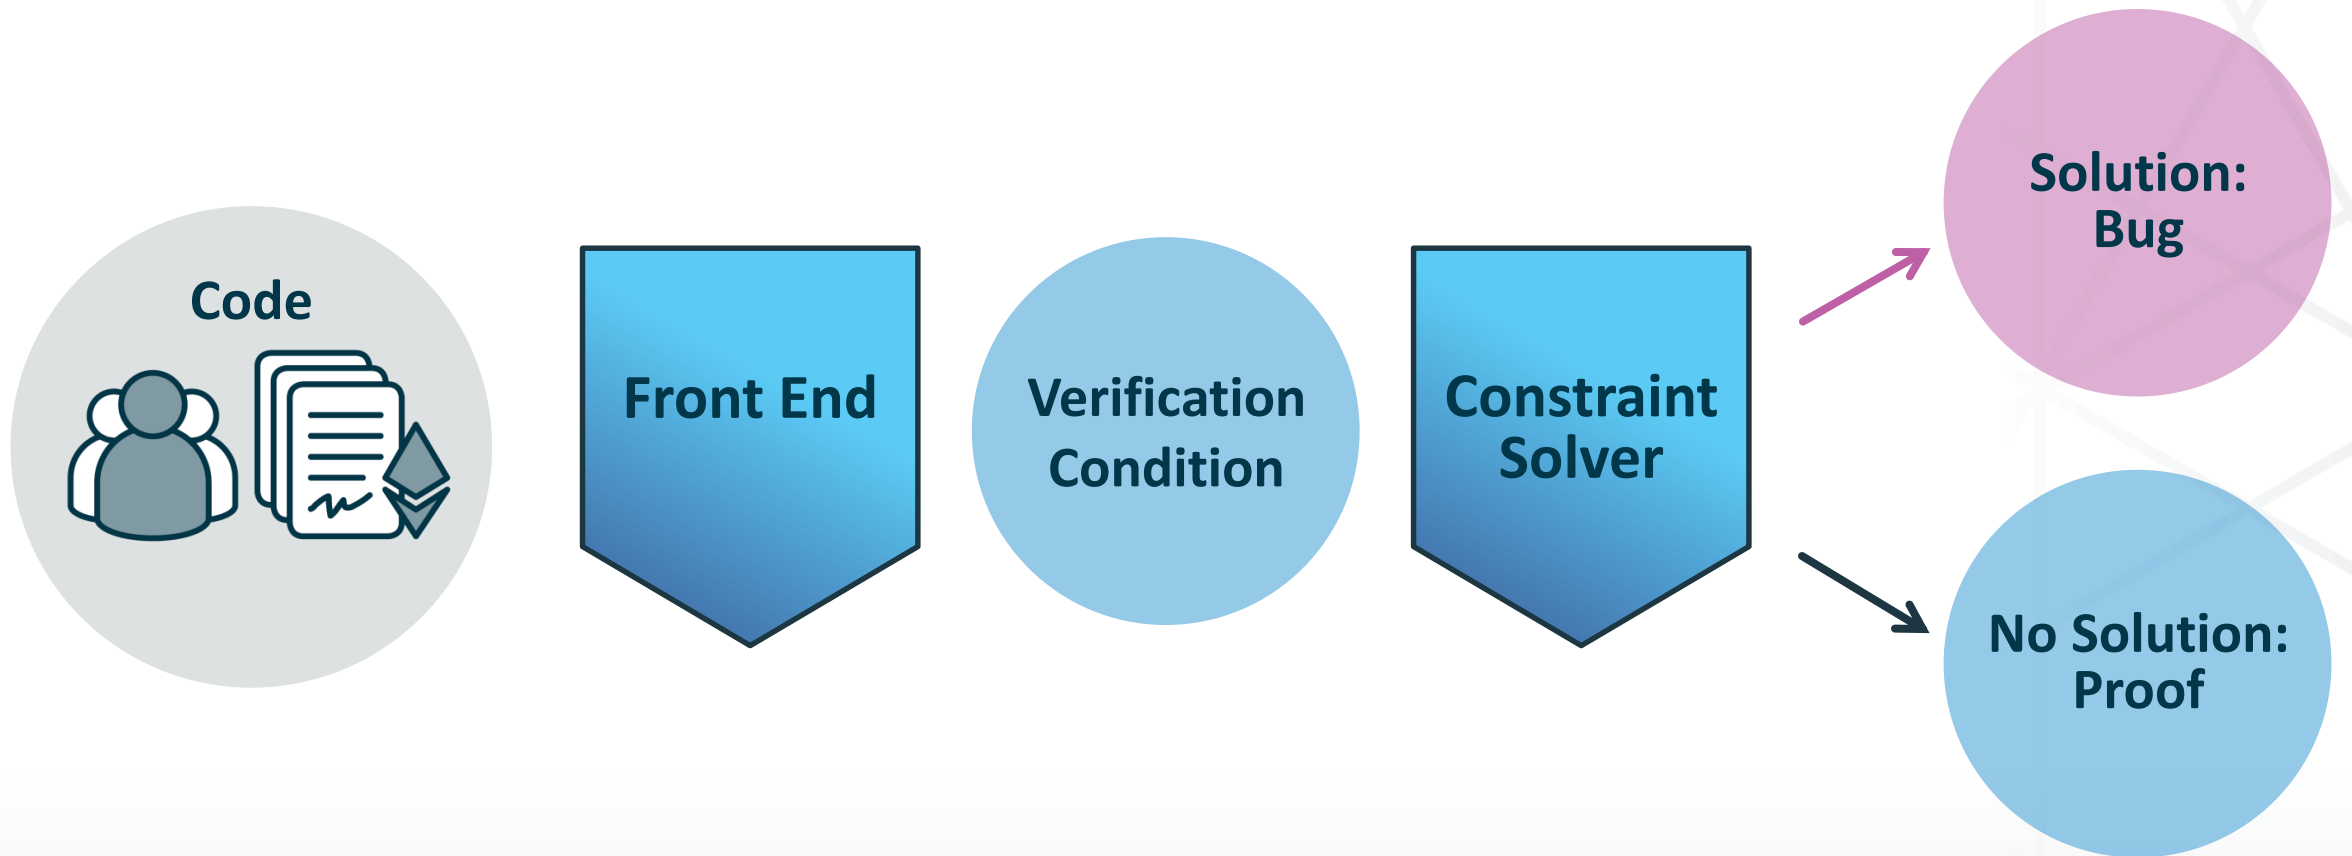 Code
Front End
Verification
Condition
Constraint
Solver
Solution:
Bug
No Solution:
Proof